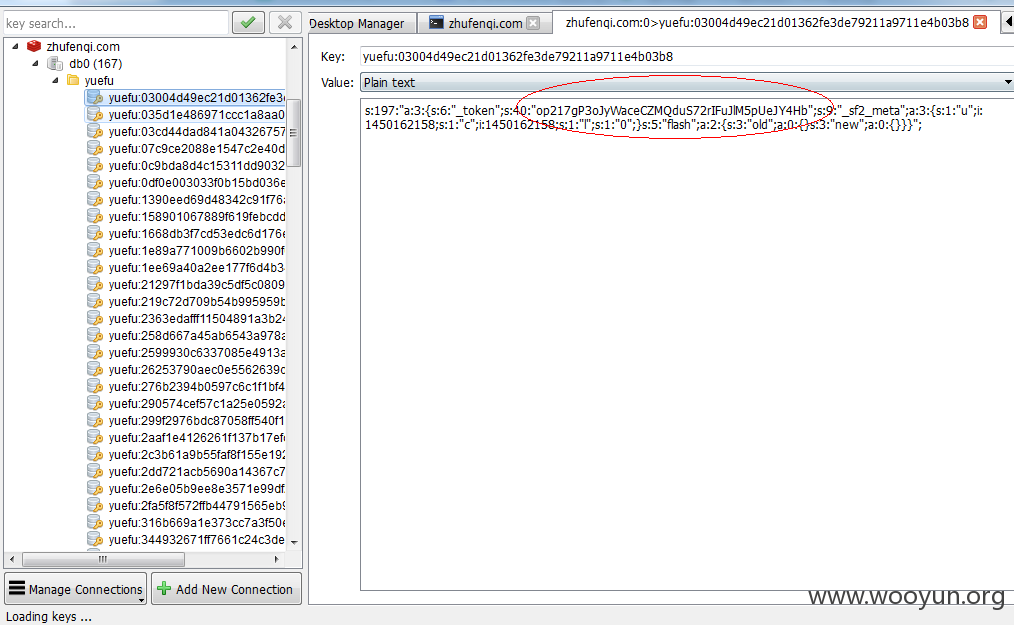 key search...
Desktop Manager
zhufenqi.com
zhufenqi.com:0>yuefu:03004d49ec21d01362fe3de79211a9711e4b03b8
zhufenqi.com
db0 (167)
yuefu
yuefu:03004d49ec21d01362fe3d
yuefu:035d1e486971ccc1a8aa0
yuefu:03cd44dad841a04326757
yuefu:07c9ce2088e1547c2e40d
yuefu:0c9bda8d4c15311dd9032
yuefu:0df0e003033f0b15bd036e
yuefu:1390eed69d48342c91f76
yuefu:158901067889f619febcdd
yuefu:1668db3f7cd53edc6d176e
yuefu:1e89a771009b6602b990f
yuefu:1ee69a40a2ee177f6d4b3
yuefu:21297f1bda39c5df5c0809
yuefu:219c72d709b54b995959b
yuefu:2363edafff11504891a3b24
yuefu:258d667a45ab6543a978a
yuefu:2599930c6337085e4913a
yuefu:26253790aec0e5562639c
yuefu:276b2394b0597c6c1f1bf4
yuefu:290574cef57c1a25e0592
yuefu:299f2976bdc87058ff540f1
yuefu:2aaf1e4126261f137b17ef
yuefu:2c3b61a9b55faf8f155e192
yuefu:2dd721acb5690a14367c7
yuefu:2e6e05b9ee8e3571e99df
yuefu:2fa5f8f572ffb44791565eb9
yuefu:316b669a1e373cc7a3f50e
yuefu:344932671ff7661c24c3de
Manage Connections
Add New Connection
Loading keys ...
Key:
yuefu:03004d49ec21d01362fe3de79211a9711e4b03b8
Value:
Plain text
s:197:"a:3:{s:6:"_token";s:40:"op217gP3oJyWaceCZMQduS72rIFuJlM5pUeJY4Hb";s:9:"_sf2_meta";a:3:{s:1:"u";i:
1450162158;s:1:"c";i:1450162158;s:1:"l";s:1:"0";}s:5:"flash";a:2:{s:3:"old";a:0:{}s:3:"new";a:0:{}}}";
www.wooyun.org